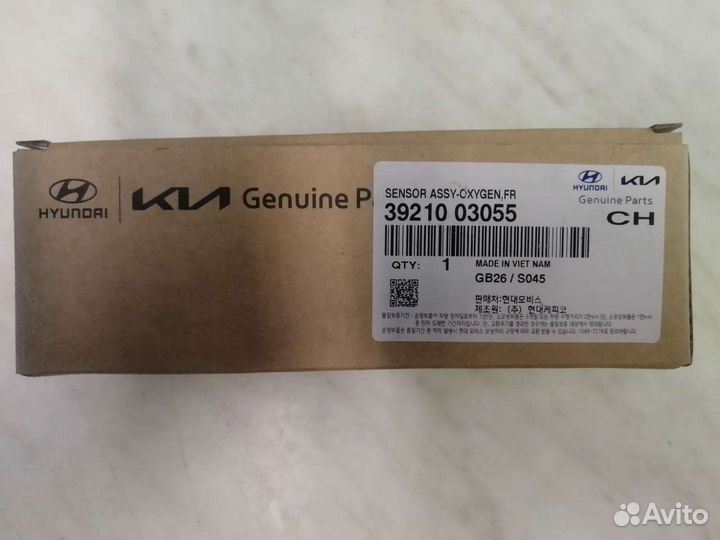 HYUNDAI KIA Genuine P
SENSOR ASSY-OXYGEN,FR
39210 03055
HYUNDAI KIA
Genuine Parts
CH
QTY: 1 MADE IN VIET NAM
GB26 / S045
판매처:현대모비스
제조원: (주) 현대케피코
Avito